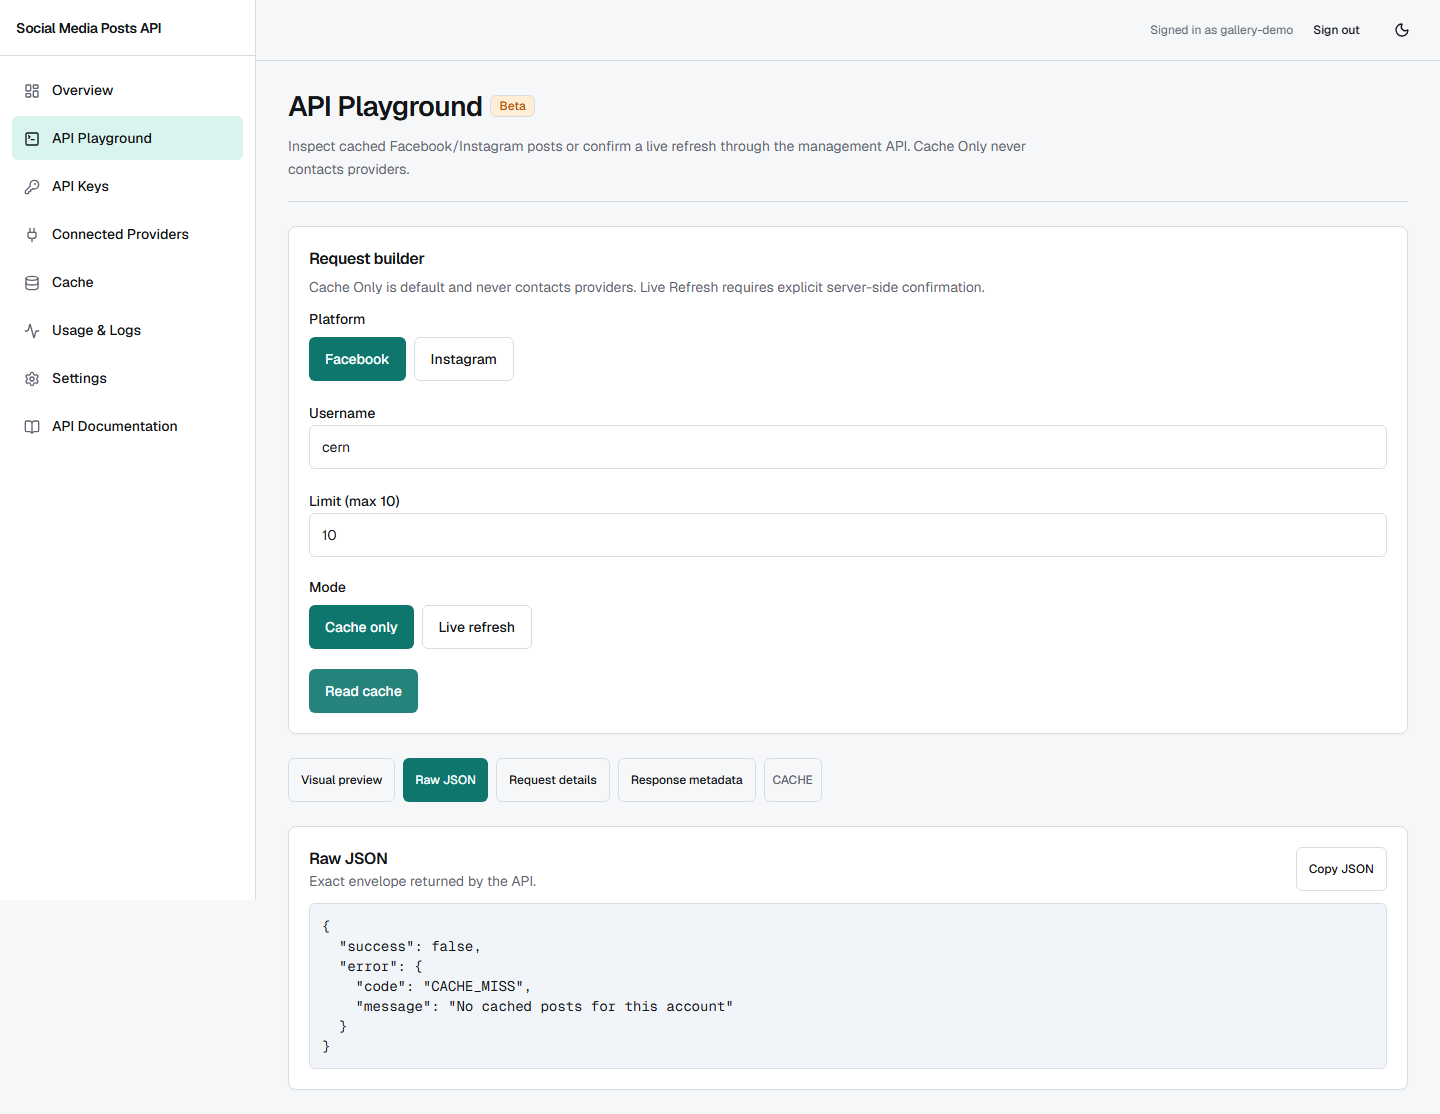 Social Media Posts API
Signed in as gallery-demo
Sign out
Overview
API Playground
API Keys
Connected Providers
Cache
Usage & Logs
Settings
API Documentation
API Playground
Beta
Inspect cached Facebook/Instagram posts or confirm a live refresh through the management API. Cache Only never
contacts providers.
Request builder
Cache Only is default and never contacts providers. Live Refresh requires explicit server-side confirmation.
Platform
Facebook
Instagram
Username
cern
Limit (max 10)
10
Mode
Cache only
Live refresh
Read cache
Visual preview
Raw JSON
Request details
Response metadata
CACHE
Raw JSON
Exact envelope returned by the API.
Copy JSON
{
  "success": false,
  "error": {
    "code": "CACHE_MISS",
    "message": "No cached posts for this account"
  }
}